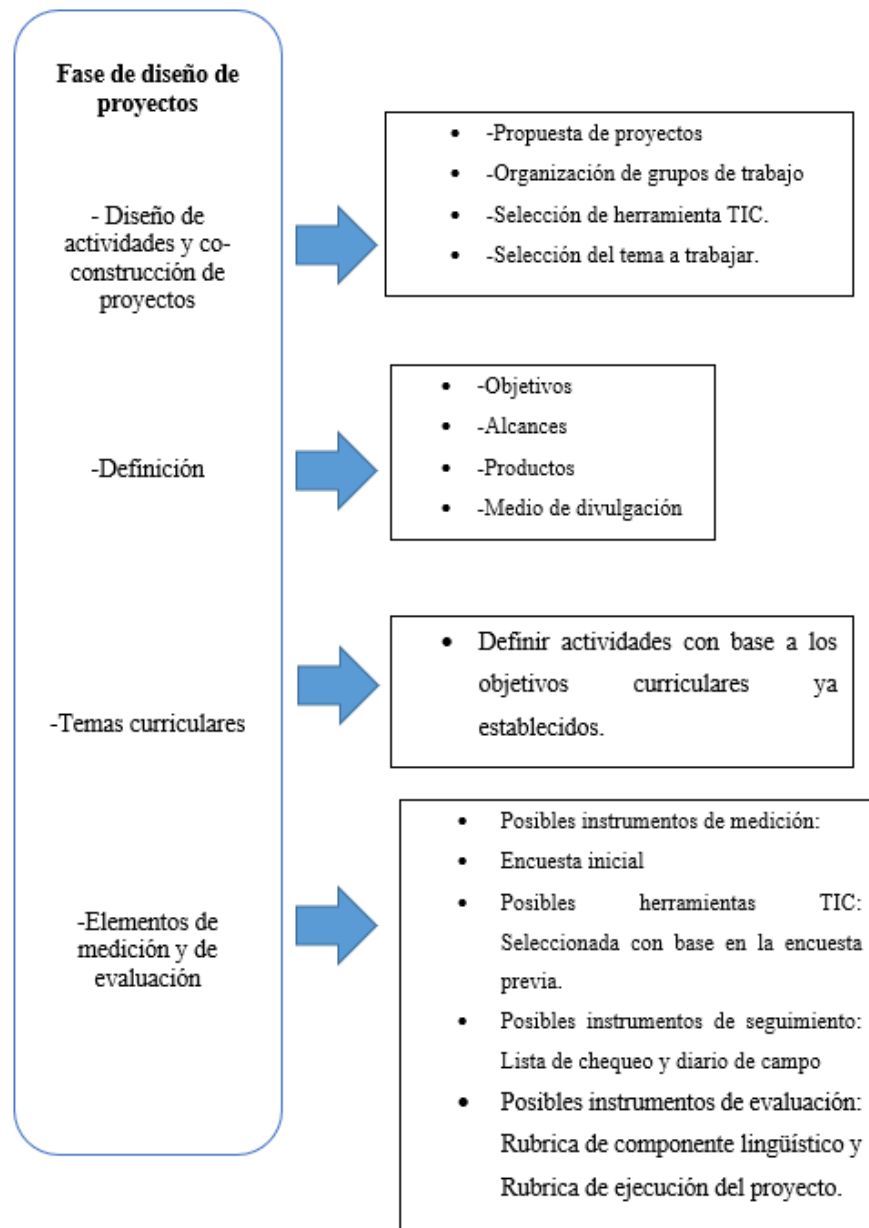 Fase de diseño de
proyectos
- Diseño de
actividades y co-
construcción de
proyectos
• -Propuesta de proyectos
• -Organización de grupos de trabajo
• -Selección de herramienta TIC.
• -Selección del tema a trabajar.
-Definición
• -Objetivos
• -Alcances
• -Productos
• -Medio de divulgación
-Temas curriculares
• Definir actividades con base a los
objetivos curriculares ya
establecidos.
-Elementos de
medición y de
evaluación
• Posibles instrumentos de medición:
• Encuesta inicial
• Posibles herramientas TIC:
Seleccionada con base en la encuesta
previa.
• Posibles instrumentos de seguimiento:
Lista de chequeo y diario de campo
• Posibles instrumentos de evaluación:
Rubrica de componente lingüístico y
Rubrica de ejecución del proyecto.